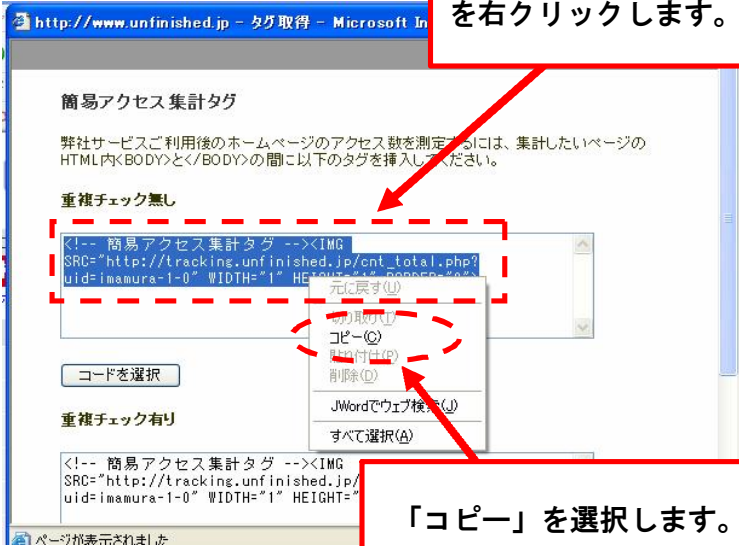 http://www.unfinished.jp - タグ取得 - Microsoft In
を右クリックします。
簡易アクセス集計タグ
弊社サービスご利用後のホームページのアクセス数を測定するには、集計したいページの
HTML内<BODY>と</BODY>の間に以下のタグを挿入してください。
重複チェック無し
<!-- 簡易アクセス集計タグ --><IMG
SRC="http://tracking.unfinished.jp/cnt_total.php?
uid=imamura-1-0" WIDTH="1" HEIGHT="1" BORDER="0">
元に戻す(U)
切り取り(T)
コピー(C)
貼り付け(P)
削除(D)
JWordでウェブ検索(J)
すべて選択(A)
コードを選択
重複チェック有り
<!-- 簡易アクセス集計タグ --><IMG
SRC="http://tracking.unfinished.jp/
uid=imamura-1-0" WIDTH="1" HEIGHT="
「コピー」を選択します。
ページが表示されました